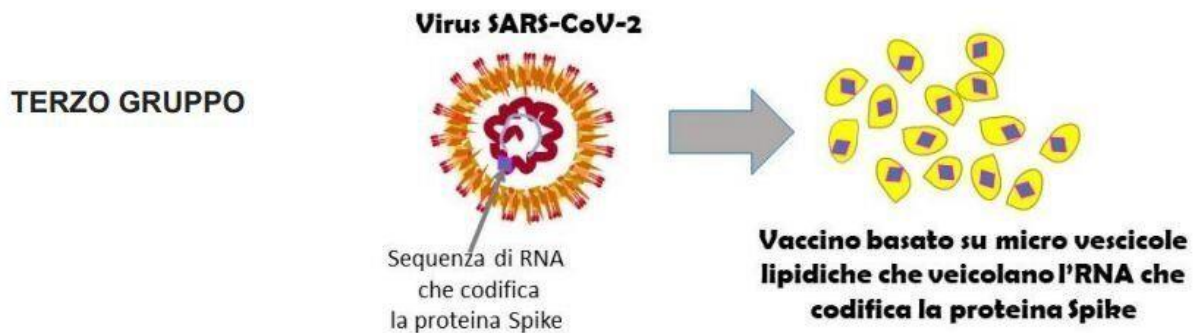 Virus SARS-CoV-2
TERZO GRUPPO
Sequenza di RNA
che codifica
la proteina Spike
Vaccino basato su micro vescicole
lipidiche che veicolano l'RNA che
codifica la proteina Spike